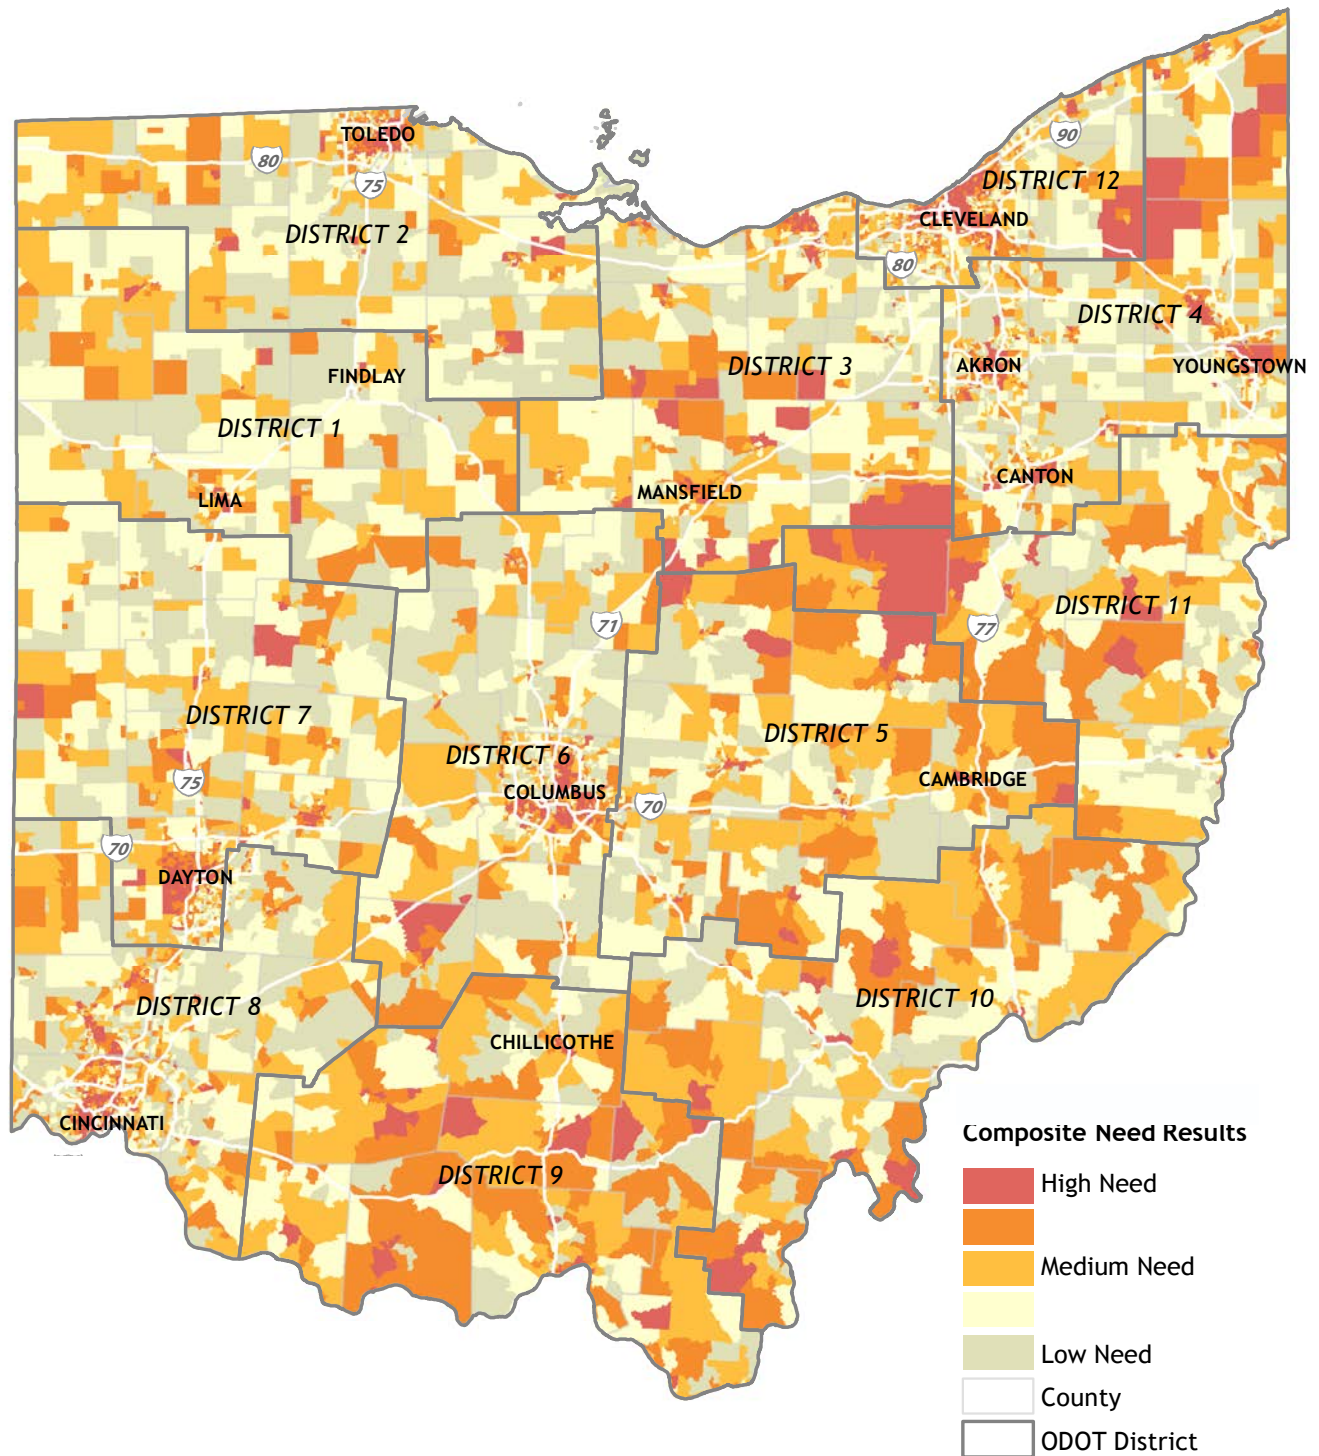 90
TOLEDO
80
75
DISTRICT 12
CLEVELAND
DISTRICT 2
80
DISTRICT 4
DISTRICT 3
AKRON
YOUNGSTOWN
FINDLAY
DISTRICT 1
CANTON
LIMA
MANSFIELD
DISTRICT 11
71
77
DISTRICT 7
DISTRICT 5
DISTRICT 6
75
CAMBRIDGE
COLUMBUS
70
70
DAYTON
DISTRICT 10
DISTRICT 8
CHILLICOTHE
CINCINNATI
DISTRICT 9
Composite Need Results
High Need
Medium Need
Low Need
County
ODOT District